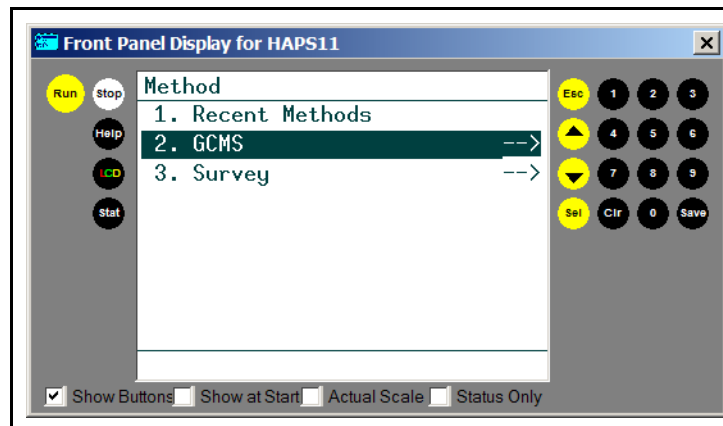 Front Panel Display for HAPS11
Run Stop
Help
LCD
Stat
Method
1. Recent Methods
2. GCMS -->
3. Survey -->
Esc 1 2 3
4 5 6
7 8 9
Sel Clr 0 Save
Show Buttons Show at Start Actual Scale Status Only